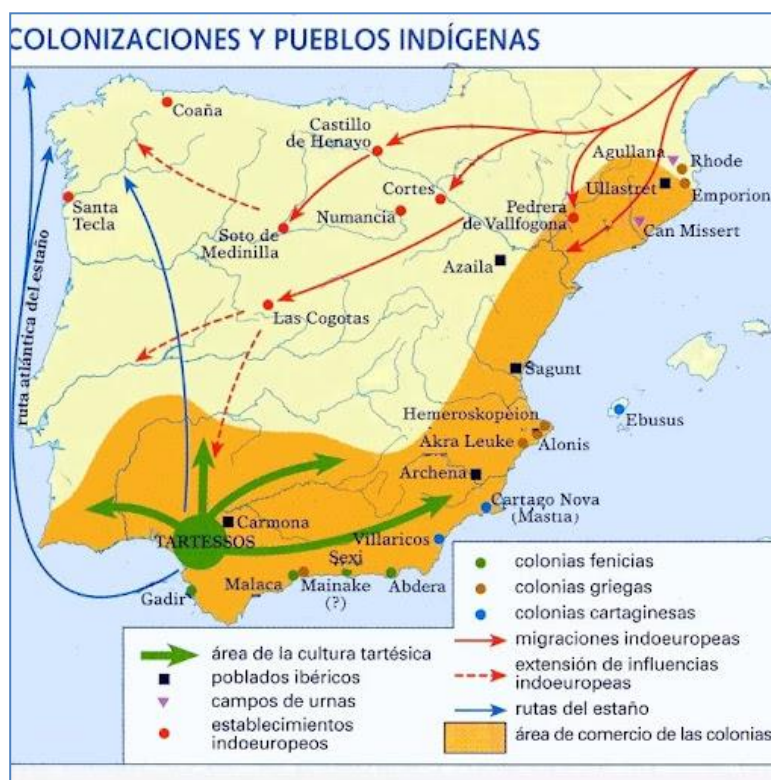 COLONIZACIONES Y PUEBLOS INDÍGENAS
Coaña
Castillo
de Henayo
Agullana
Rhode
Ullastret
Emporion
Cortes
Santa
Tecla
Numancia
Pedrera
de Vallfogona
Soto de
Medinilla
Can Missert
Azaila
ruta atlántica del estaño
Las Cogotas
Sagunt
Hemeroskopeion
Ebusus
Akra Leuke
Alonis
Archena
Cartago Nova
(Mastia)
Carmona
TARTESSOS
Villaricos
Sexi
Malaca
Mainake
(?)
Abdera
Gadir
área de la cultura tartésica
poblados ibéricos
campos de urnas
establecimientos
indoeuropeos
colonias fenicias
colonias griegas
colonias cartaginesas
migraciones indoeuropeas
extensión de influencias
indoeuropeas
rutas del estaño
área de comercio de las colonias